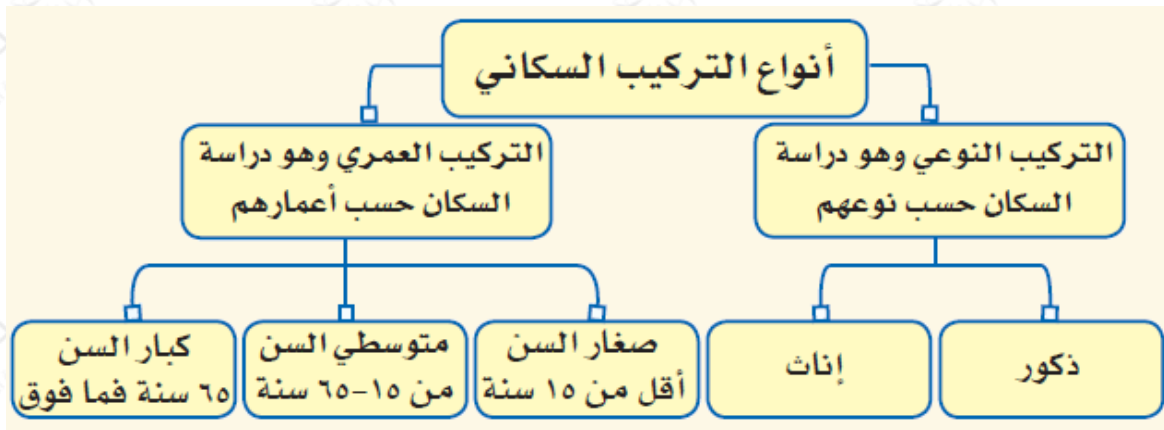 أنواع التركيب السكاني
التركيب النوعي وهو دراسة
السكان حسب نوعهم
التركيب العمري وهو دراسة
السكان حسب أعمارهم
ذكور
إناث
صغار السن
أقل من ١٥ سنة
متوسطي السن
من ١٥-٦٥ سنة
كبار السن
٦٥ سنة فما فوق